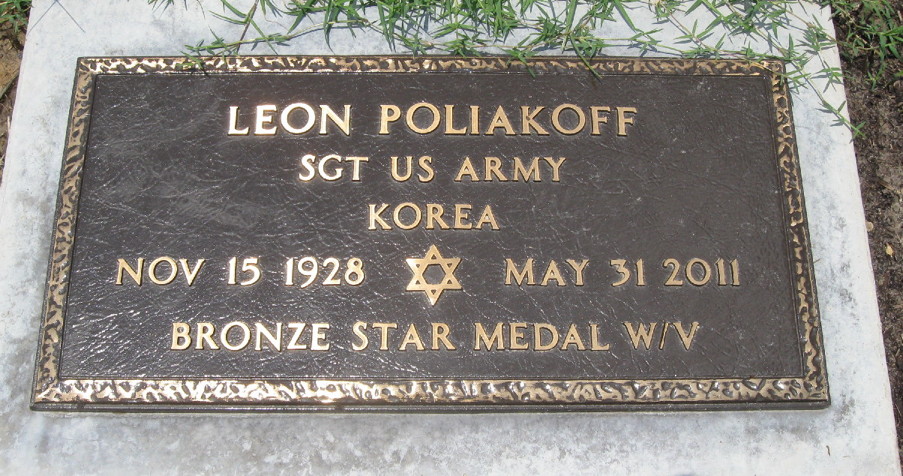 LEON POLIAKOFF
SGT US ARMY
KOREA
NOV 15 1928 MAY 31 2011
BRONZE STAR MEDAL W/V